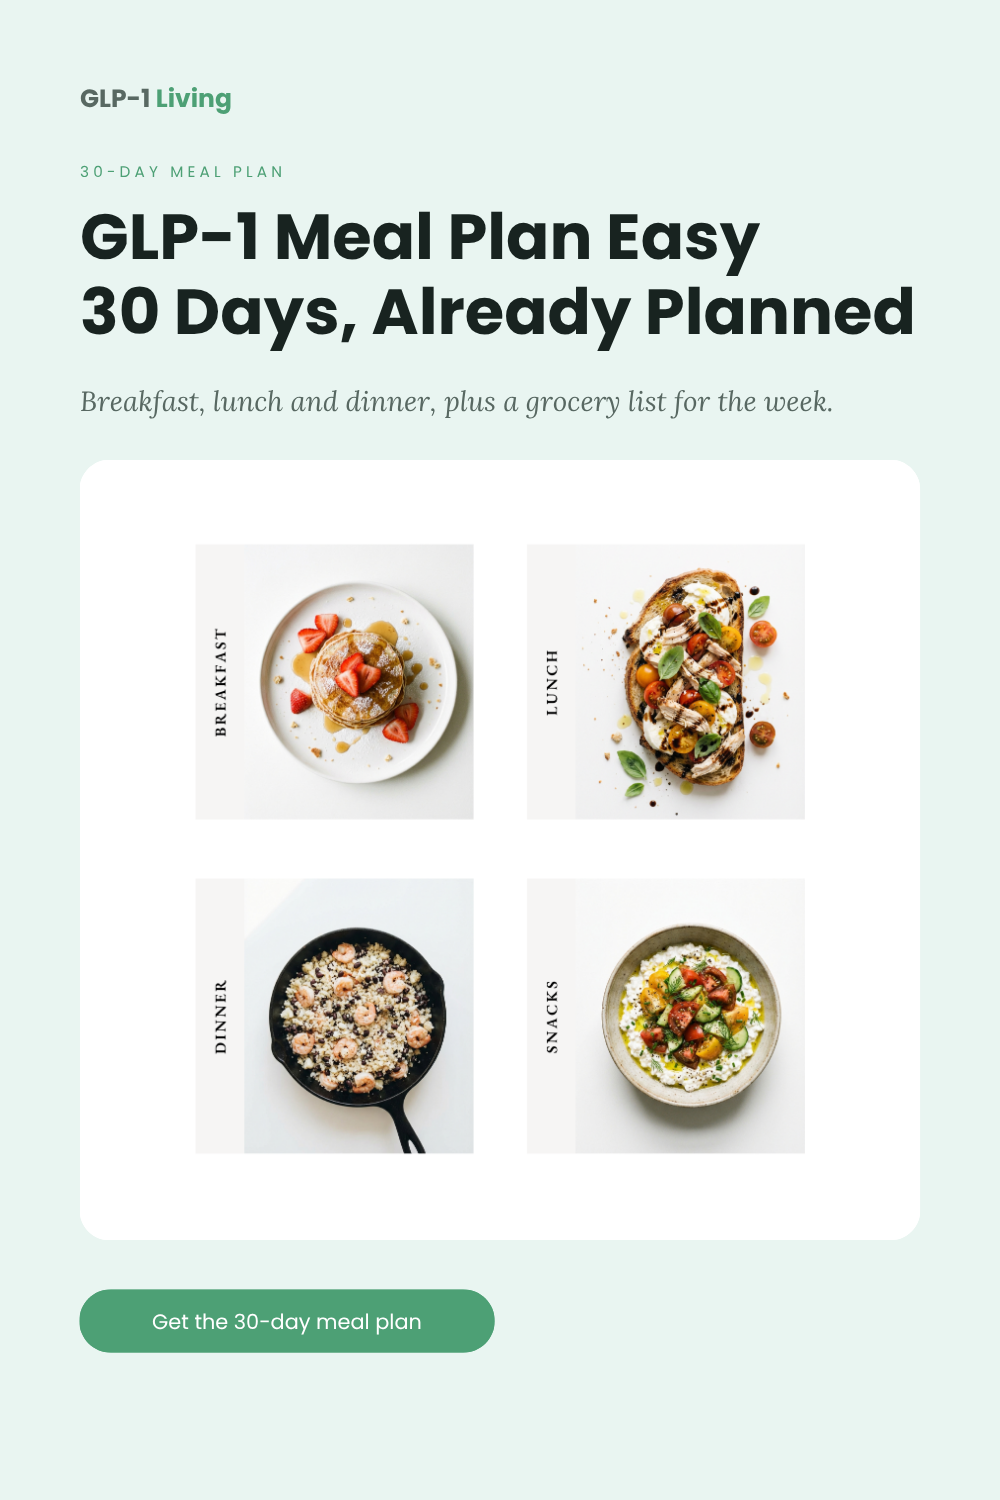 GLP-1 Living
30-DAY MEAL PLAN
GLP-1 Meal Plan Easy
30 Days, Already Planned
Breakfast, lunch and dinner, plus a grocery list for the week.
BREAKFAST
LUNCH
DINNER
SNACKS
Get the 30-day meal plan